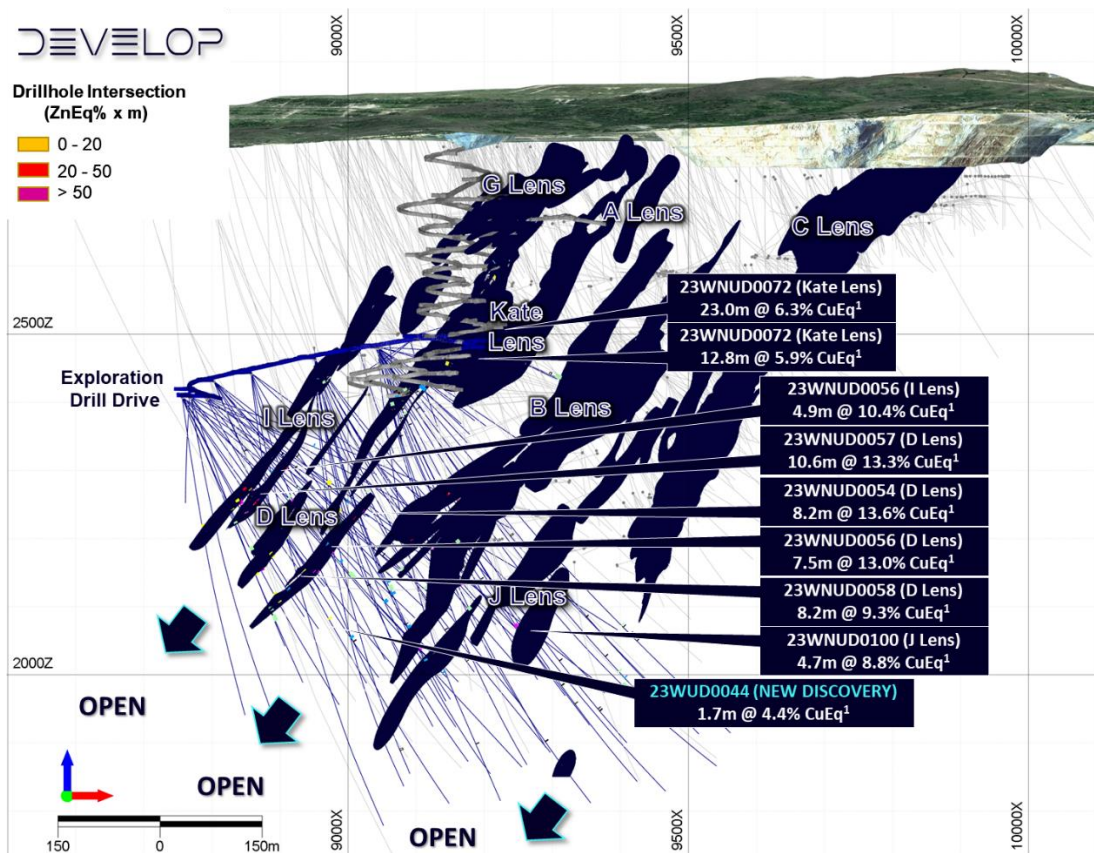 DEVELOP
Drillhole Intersection
(ZnEq% x m)
0 - 20
20 - 50
> 50
9000X
9500X
10000X
G Lens
A Lens
C Lens
2500Z
Kate
Lens
23WNUD0072 (Kate Lens)
23.0m @ 6.3% CuEq¹
23WNUD0072 (Kate Lens)
12.8m @ 5.9% CuEq¹
Exploration
Drill Drive
I Lens
B Lens
23WNUD0056 (I Lens)
4.9m @ 10.4% CuEq¹
23WNUD0057 (D Lens)
10.6m @ 13.3% CuEq¹
D Lens
23WNUD0054 (D Lens)
8.2m @ 13.6% CuEq¹
23WNUD0056 (D Lens)
7.5m @ 13.0% CuEq¹
J Lens
23WNUD0058 (D Lens)
8.2m @ 9.3% CuEq¹
23WNUD0100 (J Lens)
4.7m @ 8.8% CuEq¹
2000Z
23WUD0044 (NEW DISCOVERY)
1.7m @ 4.4% CuEq¹
OPEN
OPEN
OPEN
150
0
150m
9000X
9500X
10000X